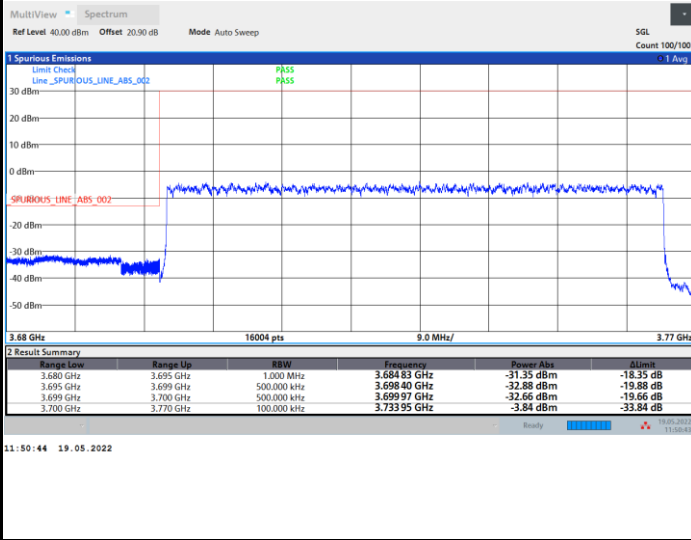 MultiView Spectrum
Ref Level 40.00 dBm Offset 20.90 dB Mode Auto Sweep SGL
Count 100/100
1 Spurious Emissions 1 Avg
Limit Check PASS
Line _SPURIOUS_LINE_ABS_002 PASS
30 dBm
20 dBm
10 dBm
0 dBm
_SPURIOUS_LINE_ABS_002
-20 dBm
-30 dBm
-40 dBm
-50 dBm
3.68 GHz 16004 pts 9.0 MHz/ 3.77 GHz
2 Result Summary
Range Low Range Up RBW Frequency Power Abs ΔLimit
3.680 GHz 3.695 GHz 1.000 MHz 3.684 83 GHz -31.35 dBm -18.35 dB
3.695 GHz 3.699 GHz 500.000 kHz 3.698 40 GHz -32.88 dBm -19.88 dB
3.699 GHz 3.700 GHz 500.000 kHz 3.699 97 GHz -32.66 dBm -19.66 dB
3.700 GHz 3.770 GHz 100.000 kHz 3.733 95 GHz -3.84 dBm -33.84 dB
Ready 19.05.2022
11:50:43
11:50:44 19.05.2022